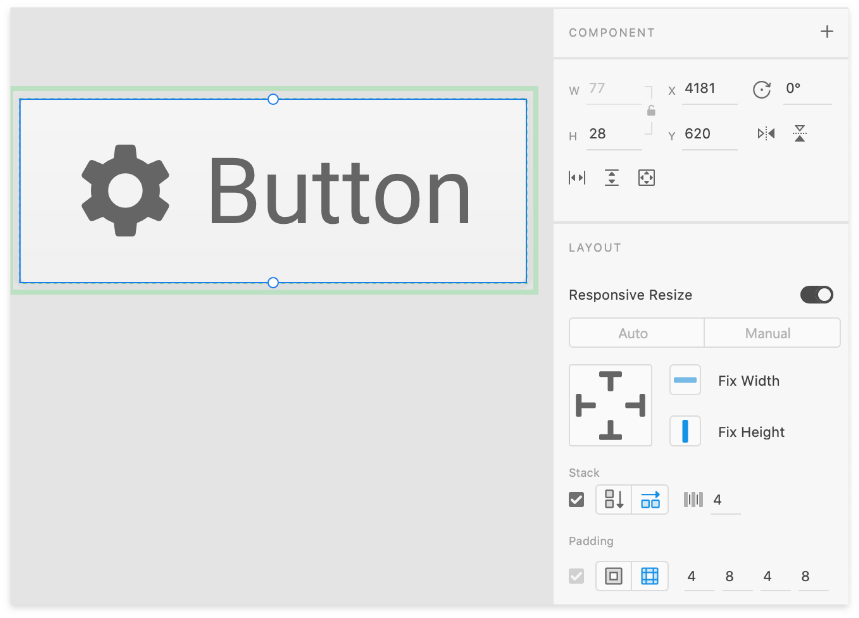 COMPONENT
W 77 X 4181 0°
H 28 Y 620
Button
LAYOUT
Responsive Resize
Auto Manual
Fix Width
Fix Height
Stack
4
Padding
4 8 4 8